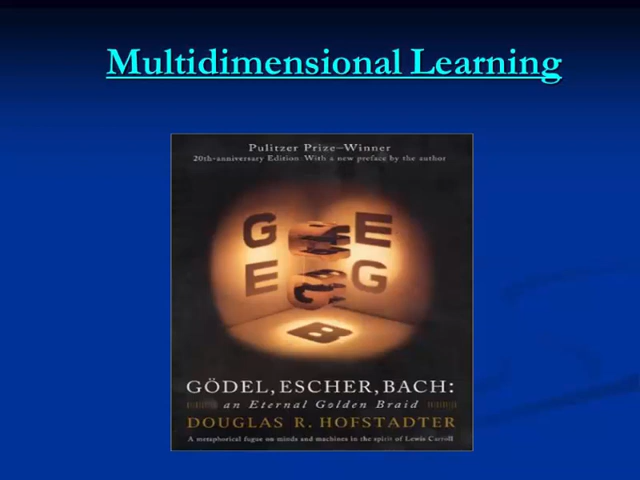 Multidimensional Learning
Pulitzer Prize–Winner
20th-anniversary Edition With a new preface by the author
G E
E G
B
GÖDEL, ESCHER, BACH:
an Eternal Golden Braid
DOUGLAS R. HOFSTADTER
A metaphorical fugue on minds and machines in the spirit of Lewis Carroll